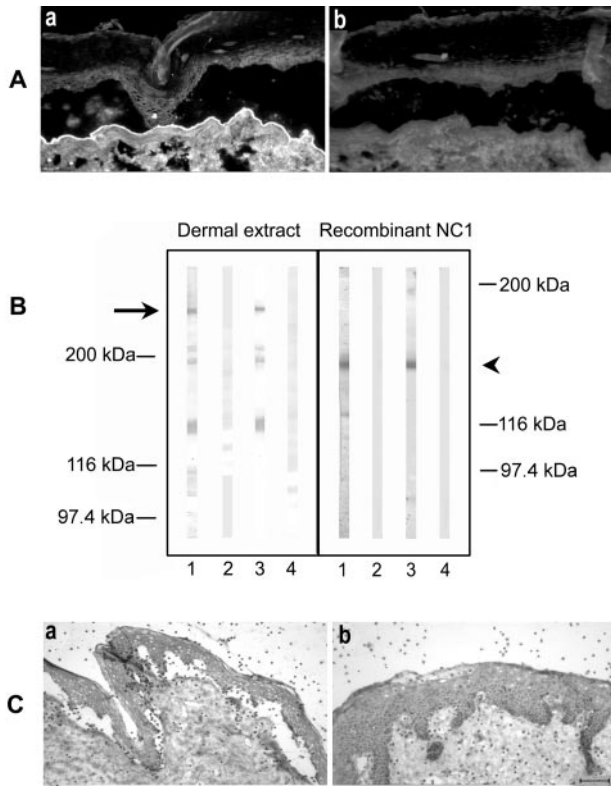 A
a
b
Dermal extract
Recombinant NC1
B
200 kDa
116 kDa
97.4 kDa
200 kDa
116 kDa
97.4 kDa
1 2 3 4
1 2 3 4
C
a
b